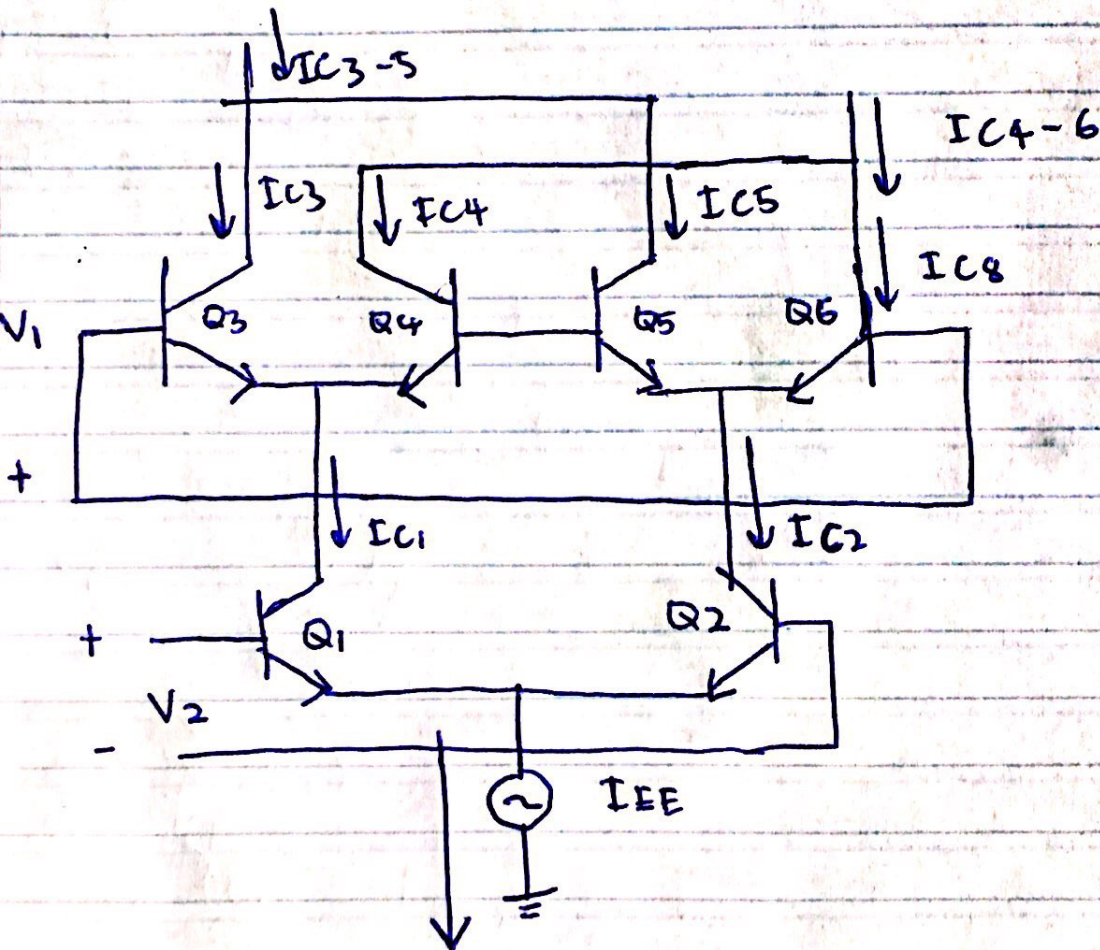 IC3-5
IC4-6
IC3
IC4
IC5
IC8
V1
Q3
Q4
Q5
Q6
+
IC1
IC2
+
Q1
Q2
V2
-
~
IEE